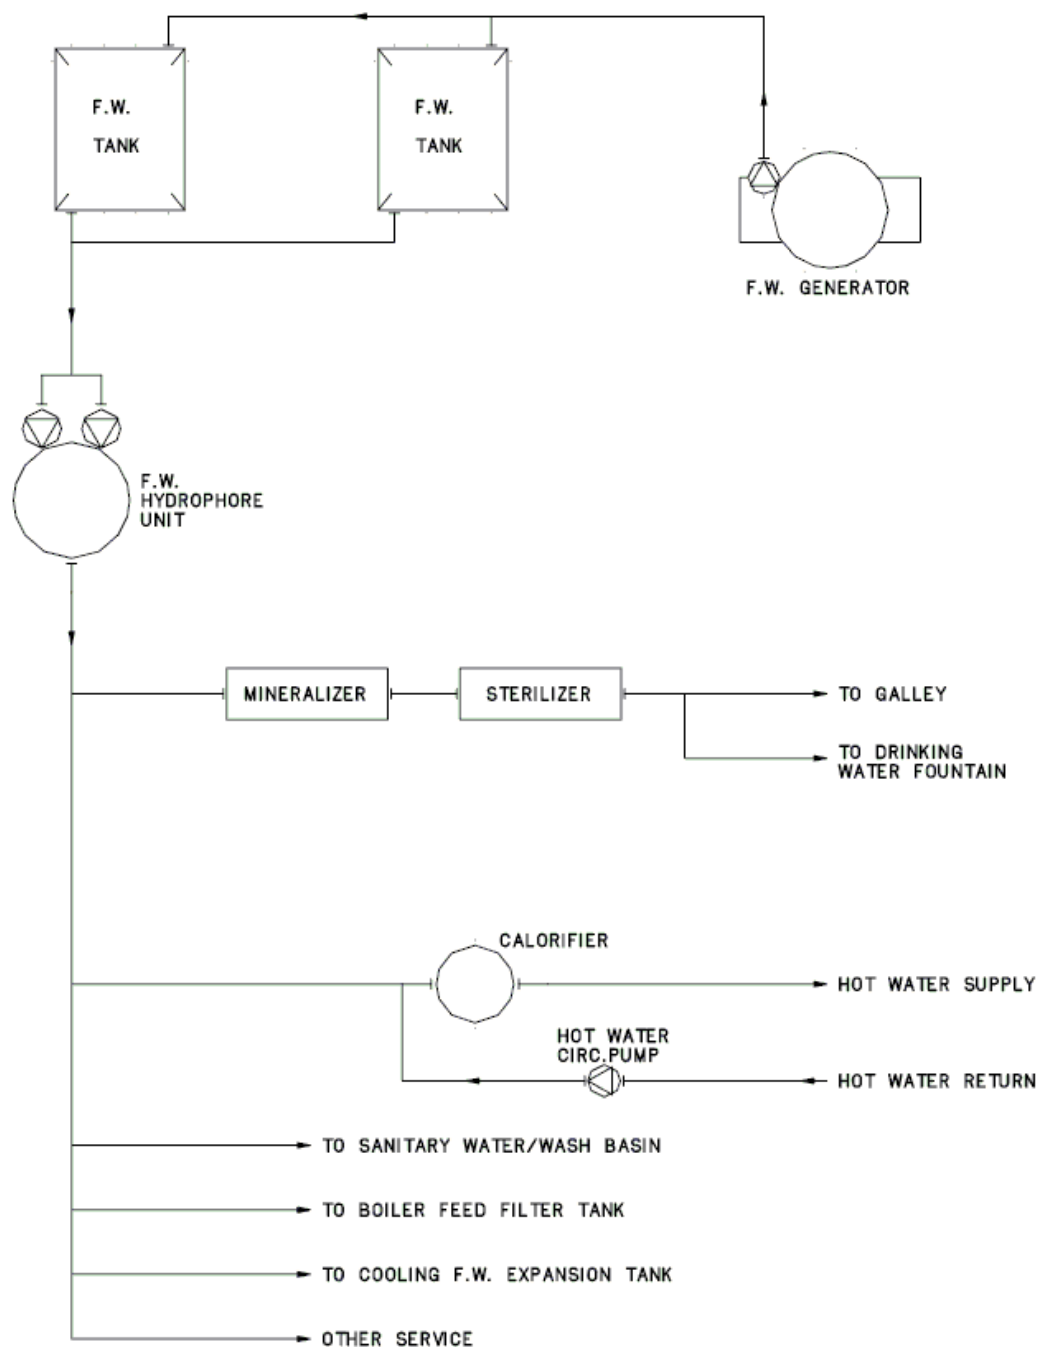 F.W.
TANK
F.W.
TANK
F.W. GENERATOR
F.W.
HYDROPHORE
UNIT
MINERALIZER
STERILIZER
TO GALLEY
TO DRINKING
WATER FOUNTAIN
CALORIFIER
HOT WATER SUPPLY
HOT WATER
CIRC.PUMP
HOT WATER RETURN
TO SANITARY WATER/WASH BASIN
TO BOILER FEED FILTER TANK
TO COOLING F.W. EXPANSION TANK
OTHER SERVICE